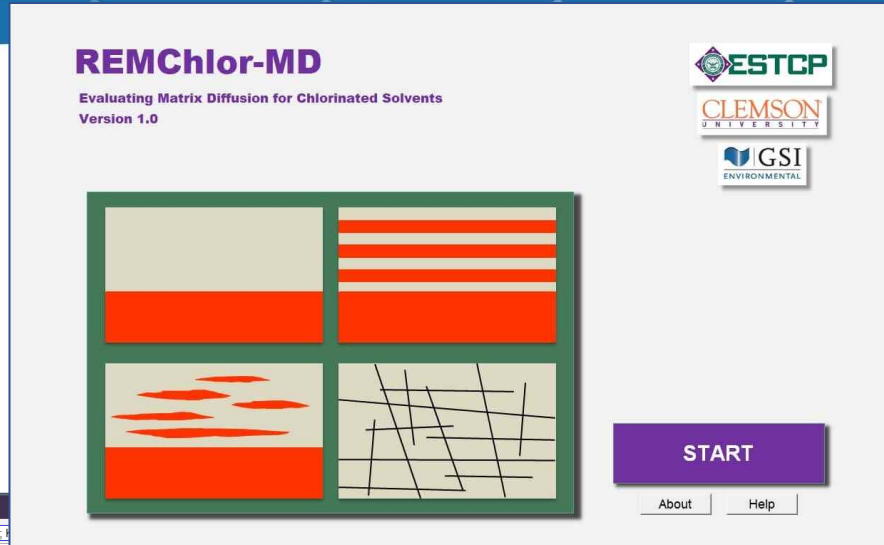 REMChlor-MD
Evaluating Matrix Diffusion for Chlorinated Solvents
Version 1.0
ESTCP
CLEMSON
UNIVERSITY
GSI
ENVIRONMENTAL
START
About
Help